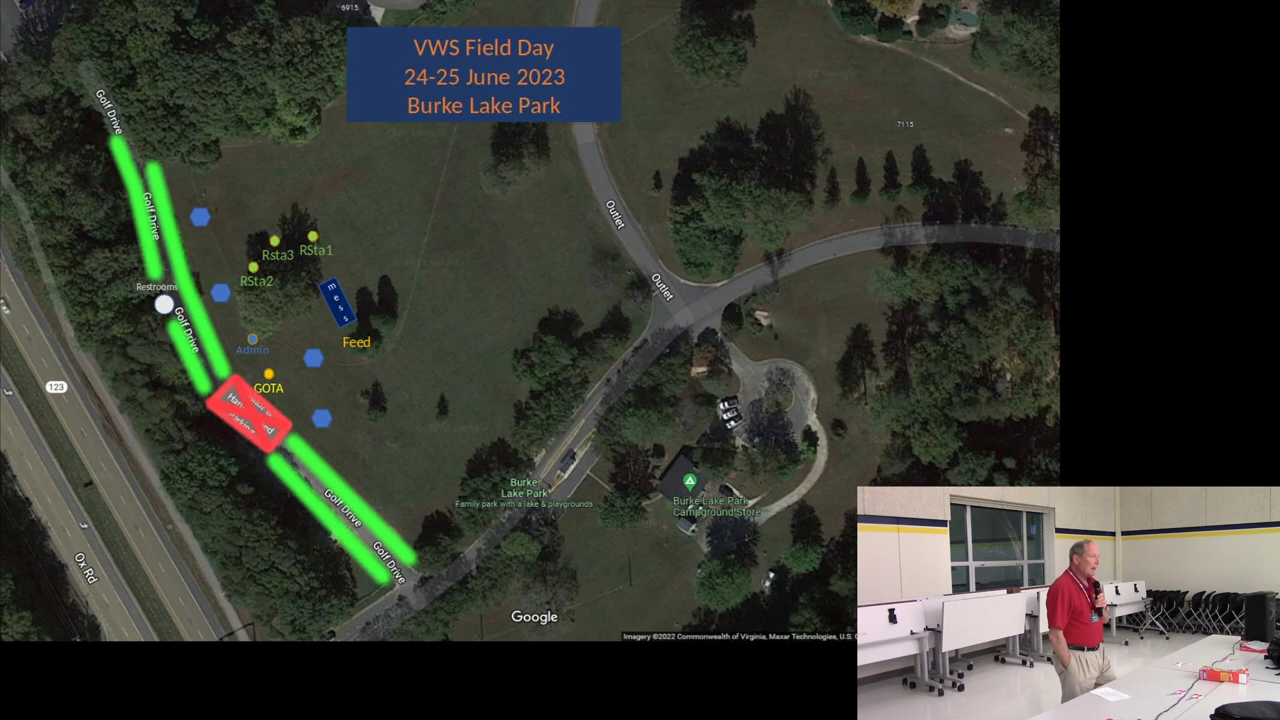 6915
VWS Field Day
24-25 June 2023
Burke Lake Park
Golf Drive
7115
Golf Drive
Outlet
Rsta3
RSta1
RSta2
Restrooms
Outlet
Mess
Golf Drive
Admin
Feed
123
GOTA
Burke
Lake Park
Family park with a lake & playgrounds
Golf Drive
Burke Lake Park
Campground Store
Golf Drive
Ox Rd
Google
Imagery ©2022 Commonwealth of Virginia, Maxar Technologies, U.S.